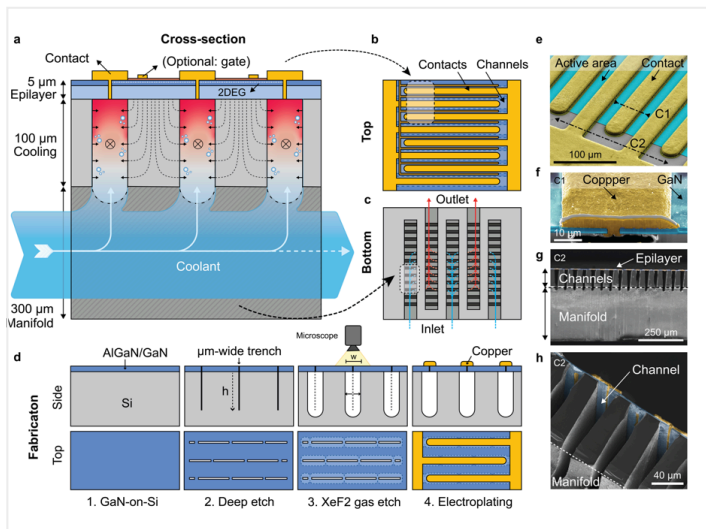 Cross-section
a
Contact
(Optional: gate)
5 µm
Epilayer
2DEG
100 µm
Cooling
Coolant
300 µm
Manifold
b
Contacts
Channels
Top
c
Outlet
Bottom
Inlet
Microscope
d
AlGaN/GaN
µm-wide trench
w
Copper
Fabricaton
Side
Si
h
Top
1. GaN-on-Si
2. Deep etch
3. XeF2 gas etch
4. Electroplating
e
Active area
Contact
C1
C2
100 µm
f
C1
Coppper
GaN
10 µm
g
C2
Epilayer
Channels
Manifold
250 µm
h
C2
Channel
Manifold
40 µm